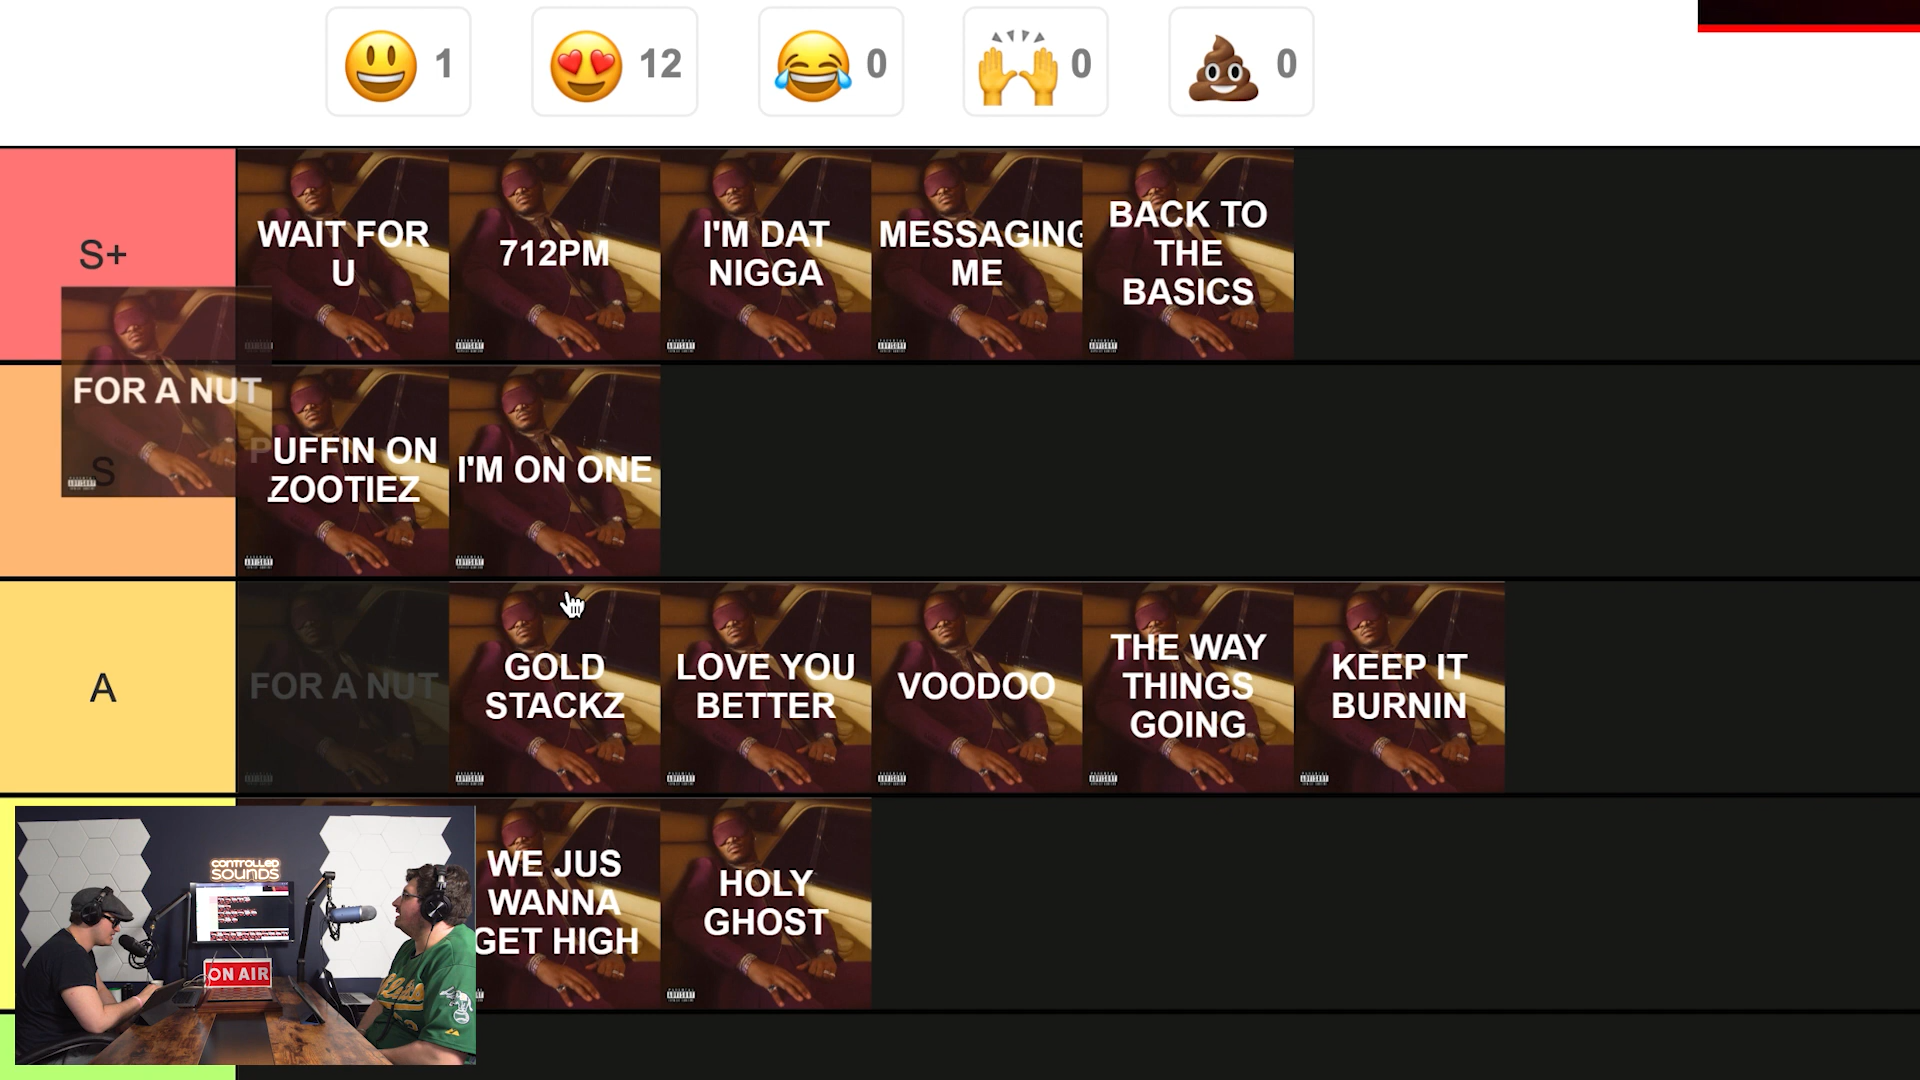 1
12
0
0
0
S+
WAIT FOR
U
712PM
I'M DAT
NIGGA
MESSAGING
ME
BACK TO
THE
BASICS
FOR A NUT
S
PUFFIN ON
ZOOTIEZ
I'M ON ONE
A
FOR A NUT
GOLD
STACKZ
LOVE YOU
BETTER
VOODOO
THE WAY
THINGS
GOING
KEEP IT
BURNIN
WE JUS
WANNA
GET HIGH
HOLY
GHOST
CONTROLLED
SOUNDS
ON AIR